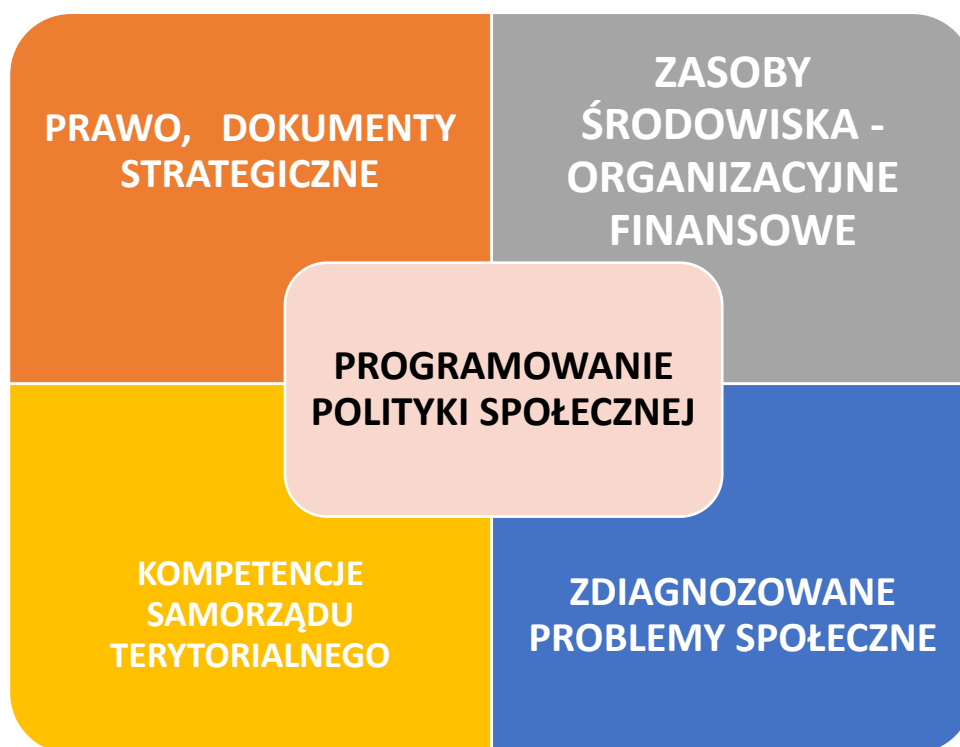 PRAWO, DOKUMENTY
STRATEGICZNE
ZASOBY
ŚRODOWISKA -
ORGANIZACYJNE
FINANSOWE
PROGRAMOWANIE
POLITYKI SPOŁECZNEJ
KOMPETENCJE
SAMORZĄDU
TERYTORIALNEGO
ZDIAGNOZOWANE
PROBLEMY SPOŁECZNE